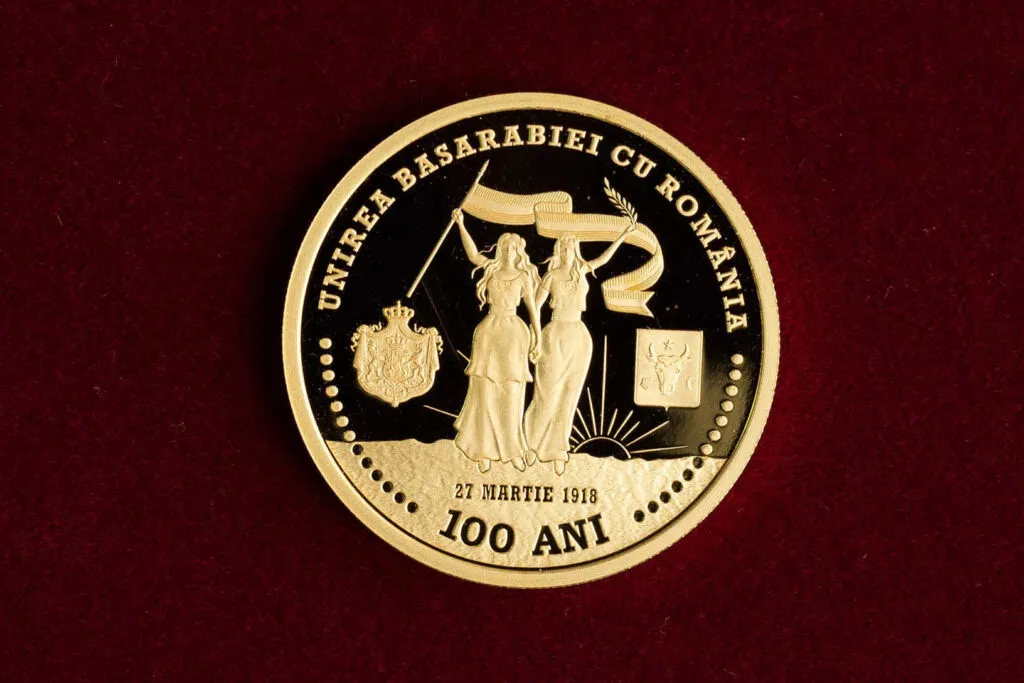 UNIREA BASARABIEI CU ROMÂNIA
27 MARTIE 1918
100 ANI